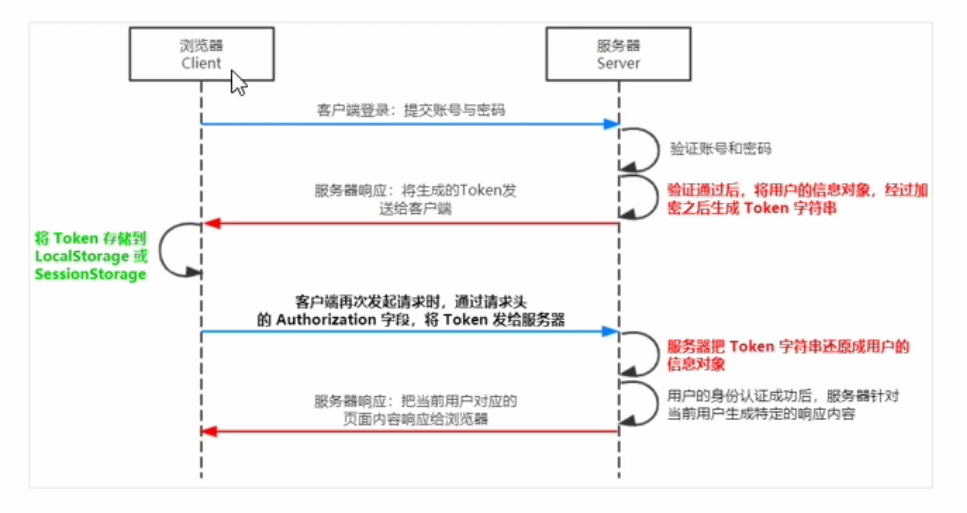 浏览器
Client
服务器
Server
客户端登录：提交账号与密码
验证账号和密码
服务器响应：将生成的Token发
送给客户端
验证通过后，将用户的信息对象，经过加
密之后生成 Token 字符串
将 Token 存储到
LocalStorage 或
SessionStorage
客户端再次发起请求时，通过请求头
的 Authorization 字段，将 Token 发给服务器
服务器把 Token 字符串还原成用户的
信息对象
服务器响应：把当前用户对应的
页面内容响应给浏览器
用户的身份认证成功后，服务器针对
当前用户生成特定的响应内容